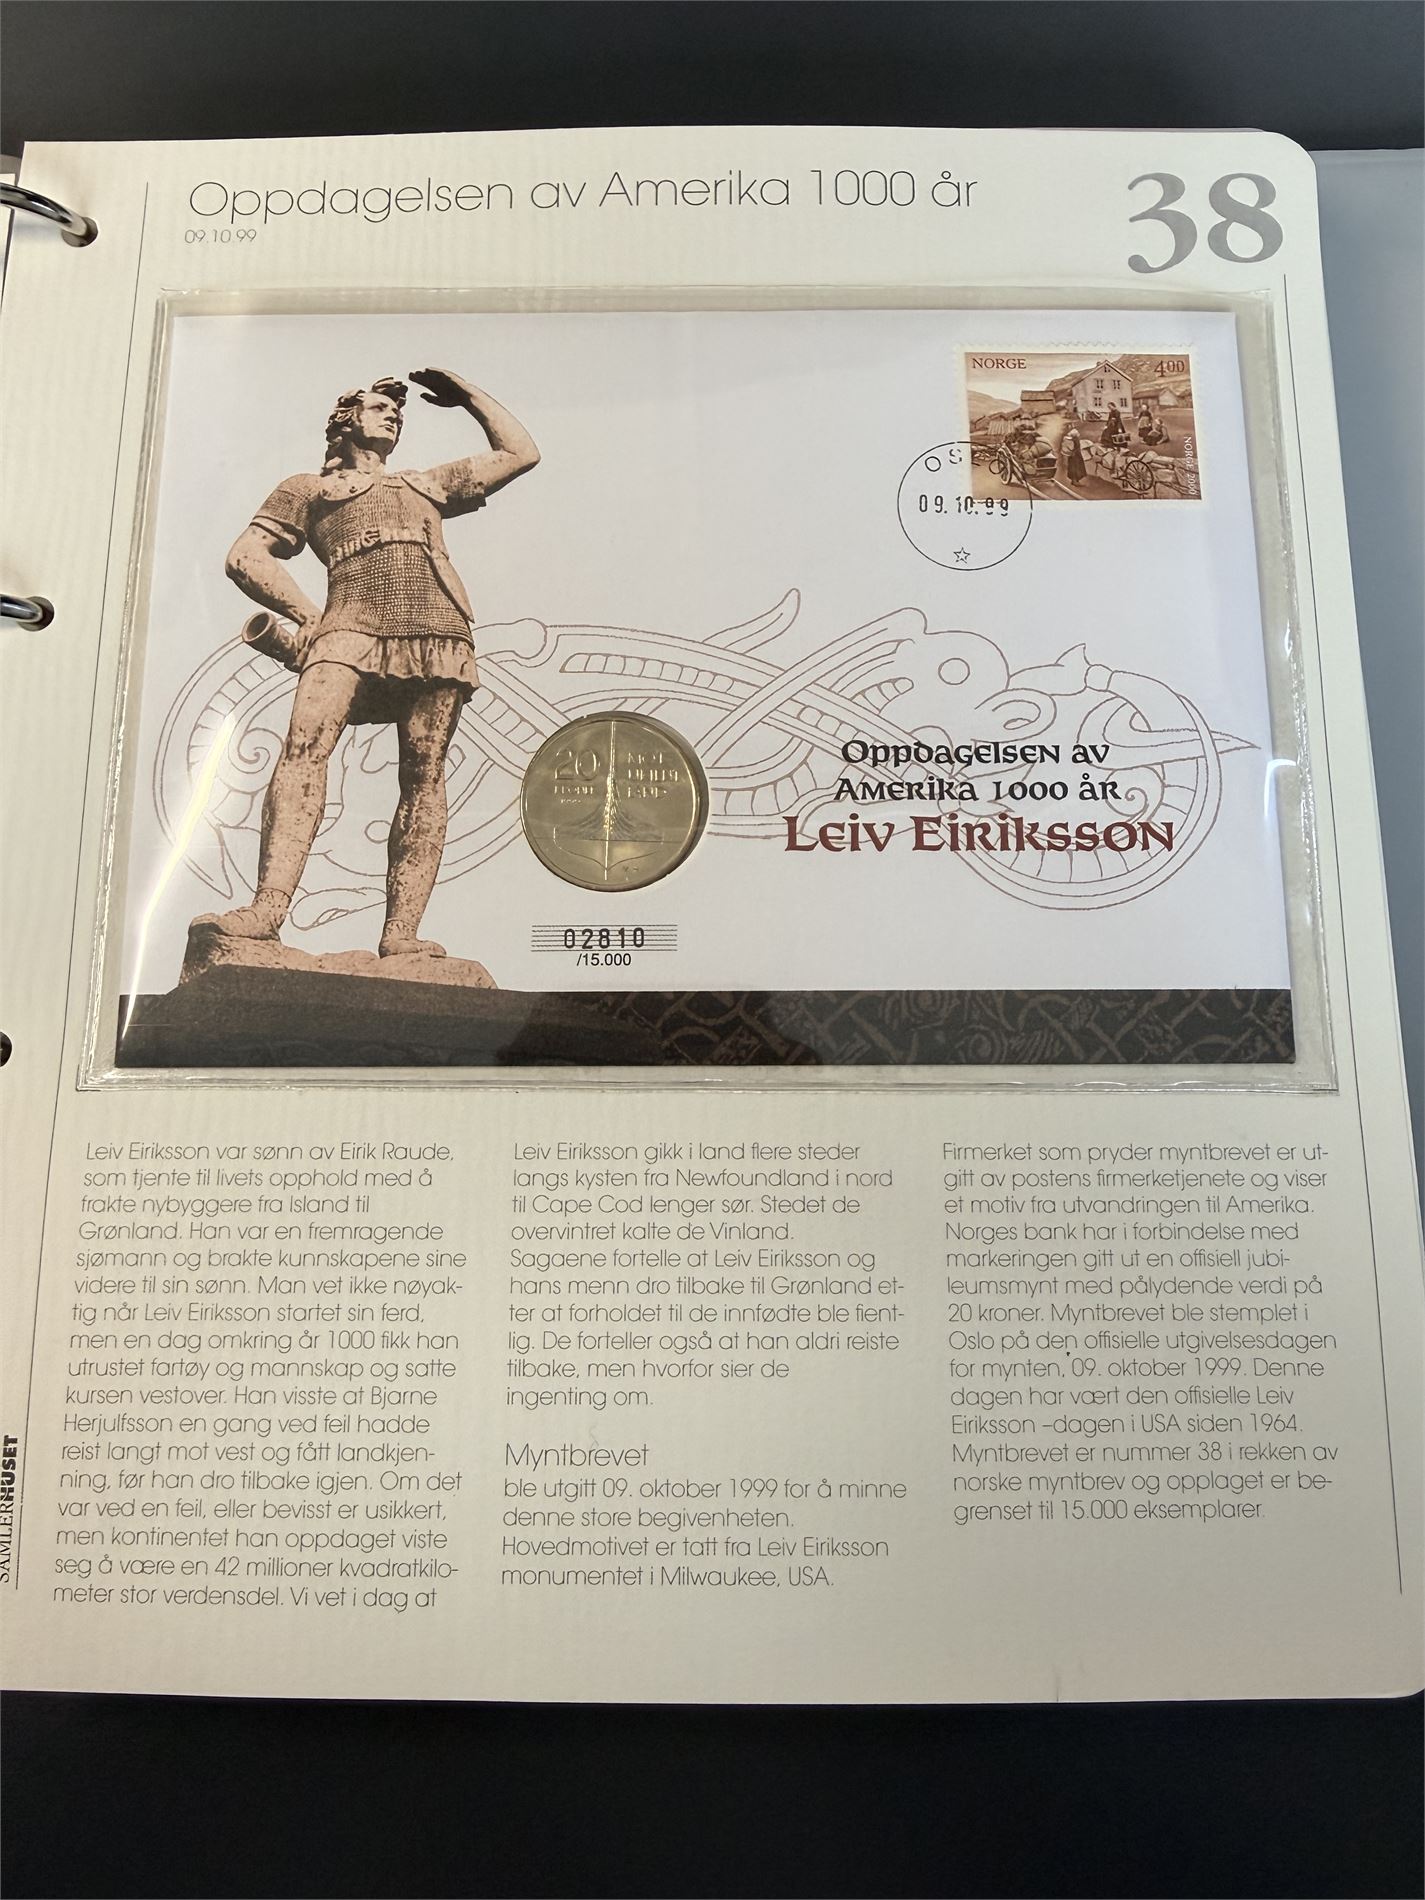 Oppdagelsen av Amerika 1000 år
09.10.99
38
NORGE
4.00
NORGE 2000
09.10.99
20
KRONER
MOT
UKJENT
LAND
Oppdagelsen av
Amerika 1000 år
Leiv Eiriksson
02810
/15.000
Leiv Eiriksson var sønn av Eirik Raude,
som tjente til livets opphold med å
frakte nybyggere fra Island til
Grønland. Han var en fremragende
sjømann og brakte kunnskapene sine
videre til sin sønn. Man vet ikke nøyak-
tig når Leiv Eiriksson startet sin ferd,
men en dag omkring år 1000 fikk han
utrustet fartøy og mannskap og satte
kursen vestover. Han visste at Bjarne
Herjulfsson en gang ved feil hadde
reist langt mot vest og fått landkjen-
ning, før han dro tilbake igjen. Om det
var ved en feil, eller bevisst er usikkert,
men kontinentet han oppdaget viste
seg å være en 42 millioner kvadratkilo-
meter stor verdensdel. Vi vet i dag at
Leiv Eiriksson gikk i land flere steder
langs kysten fra Newfoundland i nord
til Cape Cod lenger sør. Stedet de
overvintret kalte de Vinland.
Sagaene fortelle at Leiv Eiriksson og
hans menn dro tilbake til Grønland et-
ter at forholdet til de innfødte ble fient-
lig. De forteller også at han aldri reiste
tilbake, men hvorfor sier de
ingenting om.
Myntbrevet
ble utgitt 09. oktober 1999 for å minne
denne store begivenheten.
Hovedmotivet er tatt fra Leiv Eiriksson
monumentet i Milwaukee, USA.
Firmerket som pryder myntbrevet er ut-
gitt av postens firmerketjenete og viser
et motiv fra utvandringen til Amerika.
Norges bank har i forbindelse med
markeringen gitt ut en offisiell jubi-
leumsmynt med pålydende verdi på
20 kroner. Myntbrevet ble stemplet i
Oslo på den offisielle utgivelsesdagen
for mynten, 09. oktober 1999. Denne
dagen har vært den offisielle Leiv
Eiriksson –dagen i USA siden 1964.
Myntbrevet er nummer 38 i rekken av
norske myntbrev og opplaget er be-
grenset til 15.000 eksemplarer.
SAMLERHUSET